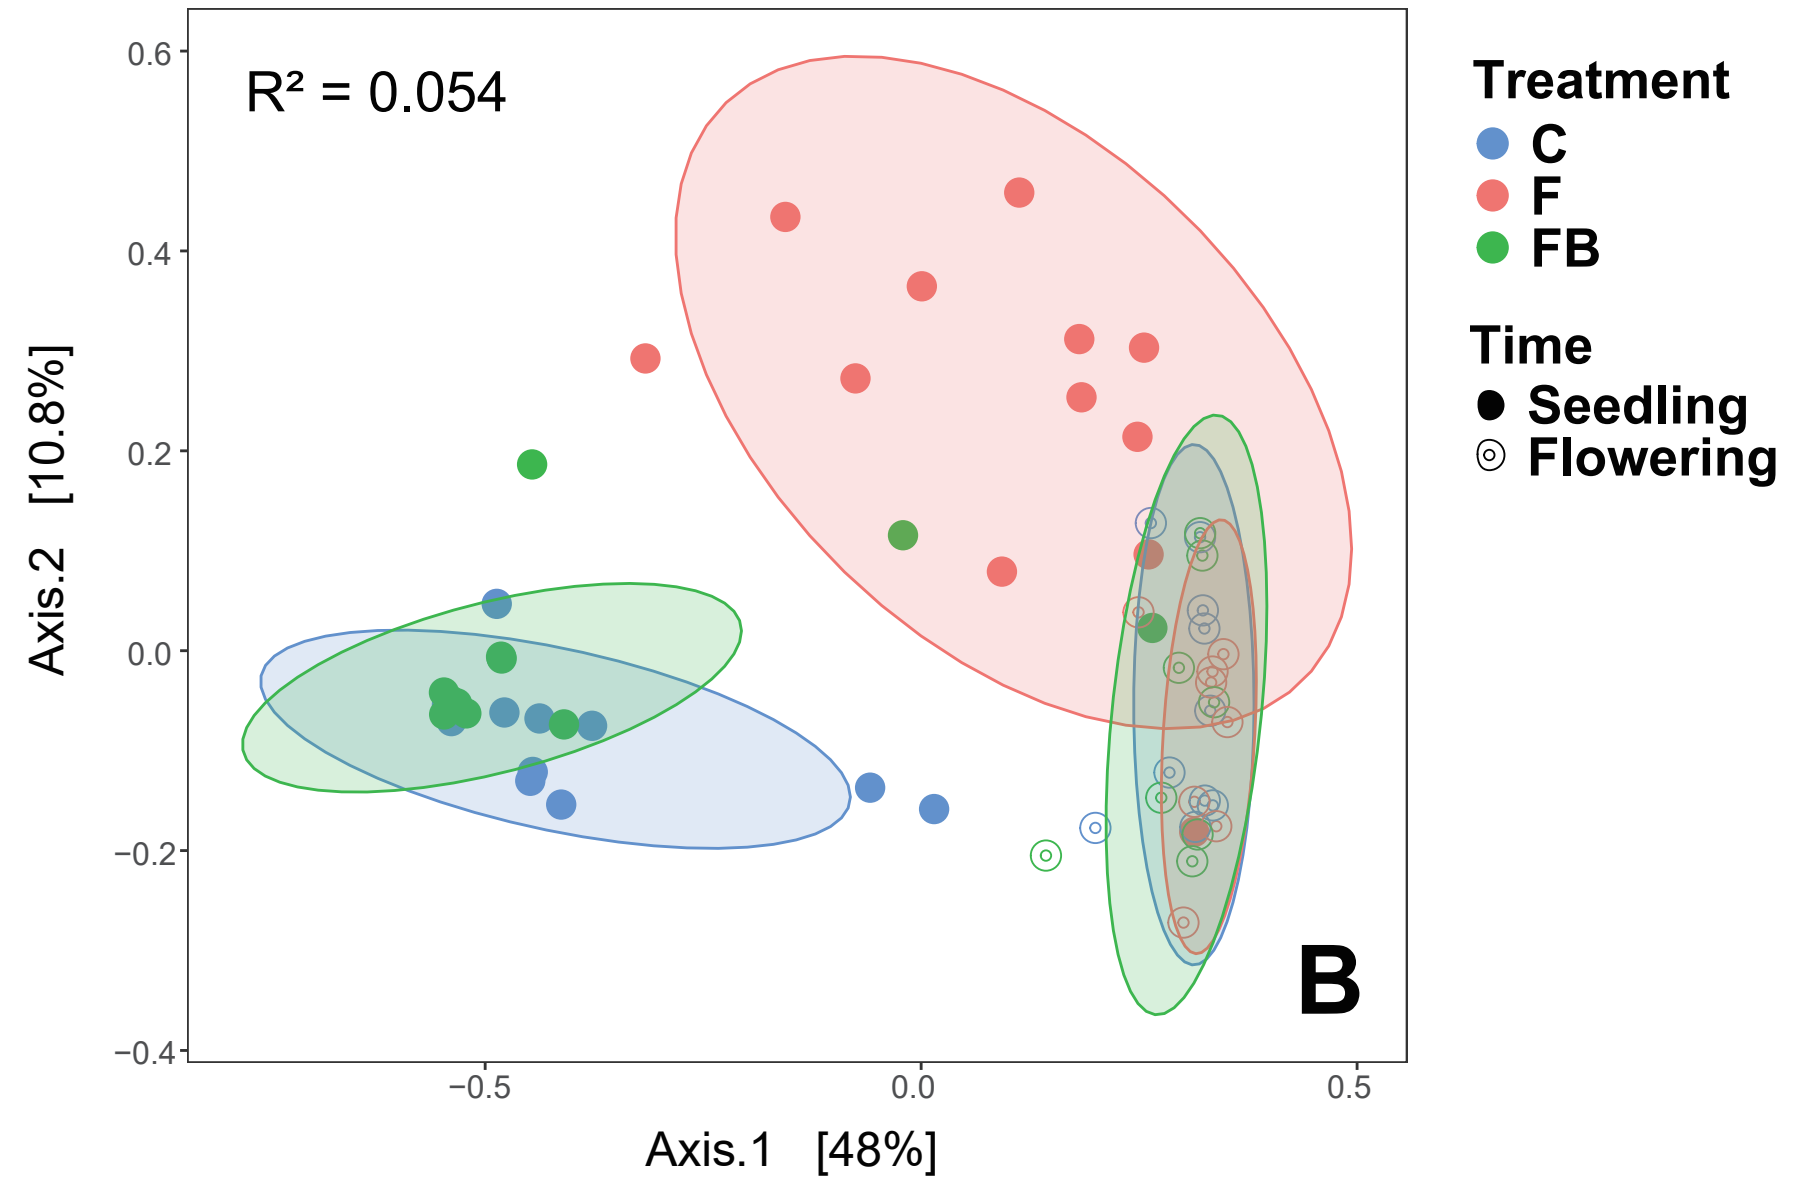 R² = 0.054
0.6
0.4
0.2
0.0
−0.2
−0.4
Axis.2 [10.8%]
−0.5
0.0
0.5
Axis.1 [48%]
B
Treatment
C
F
FB
Time
Seedling
Flowering